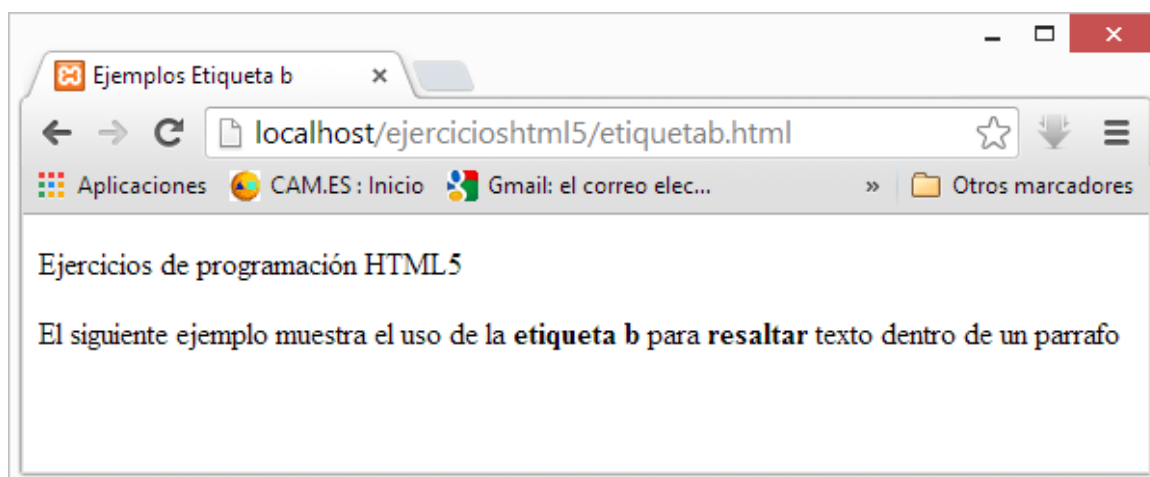 Ejemplos Etiqueta b
localhost/ejercicioshtml5/etiquetab.html
Aplicaciones CAM.ES : Inicio Gmail: el correo elec... » Otros marcadores
Ejercicios de programación HTML5
El siguiente ejemplo muestra el uso de la etiqueta b para resaltar texto dentro de un parrafo